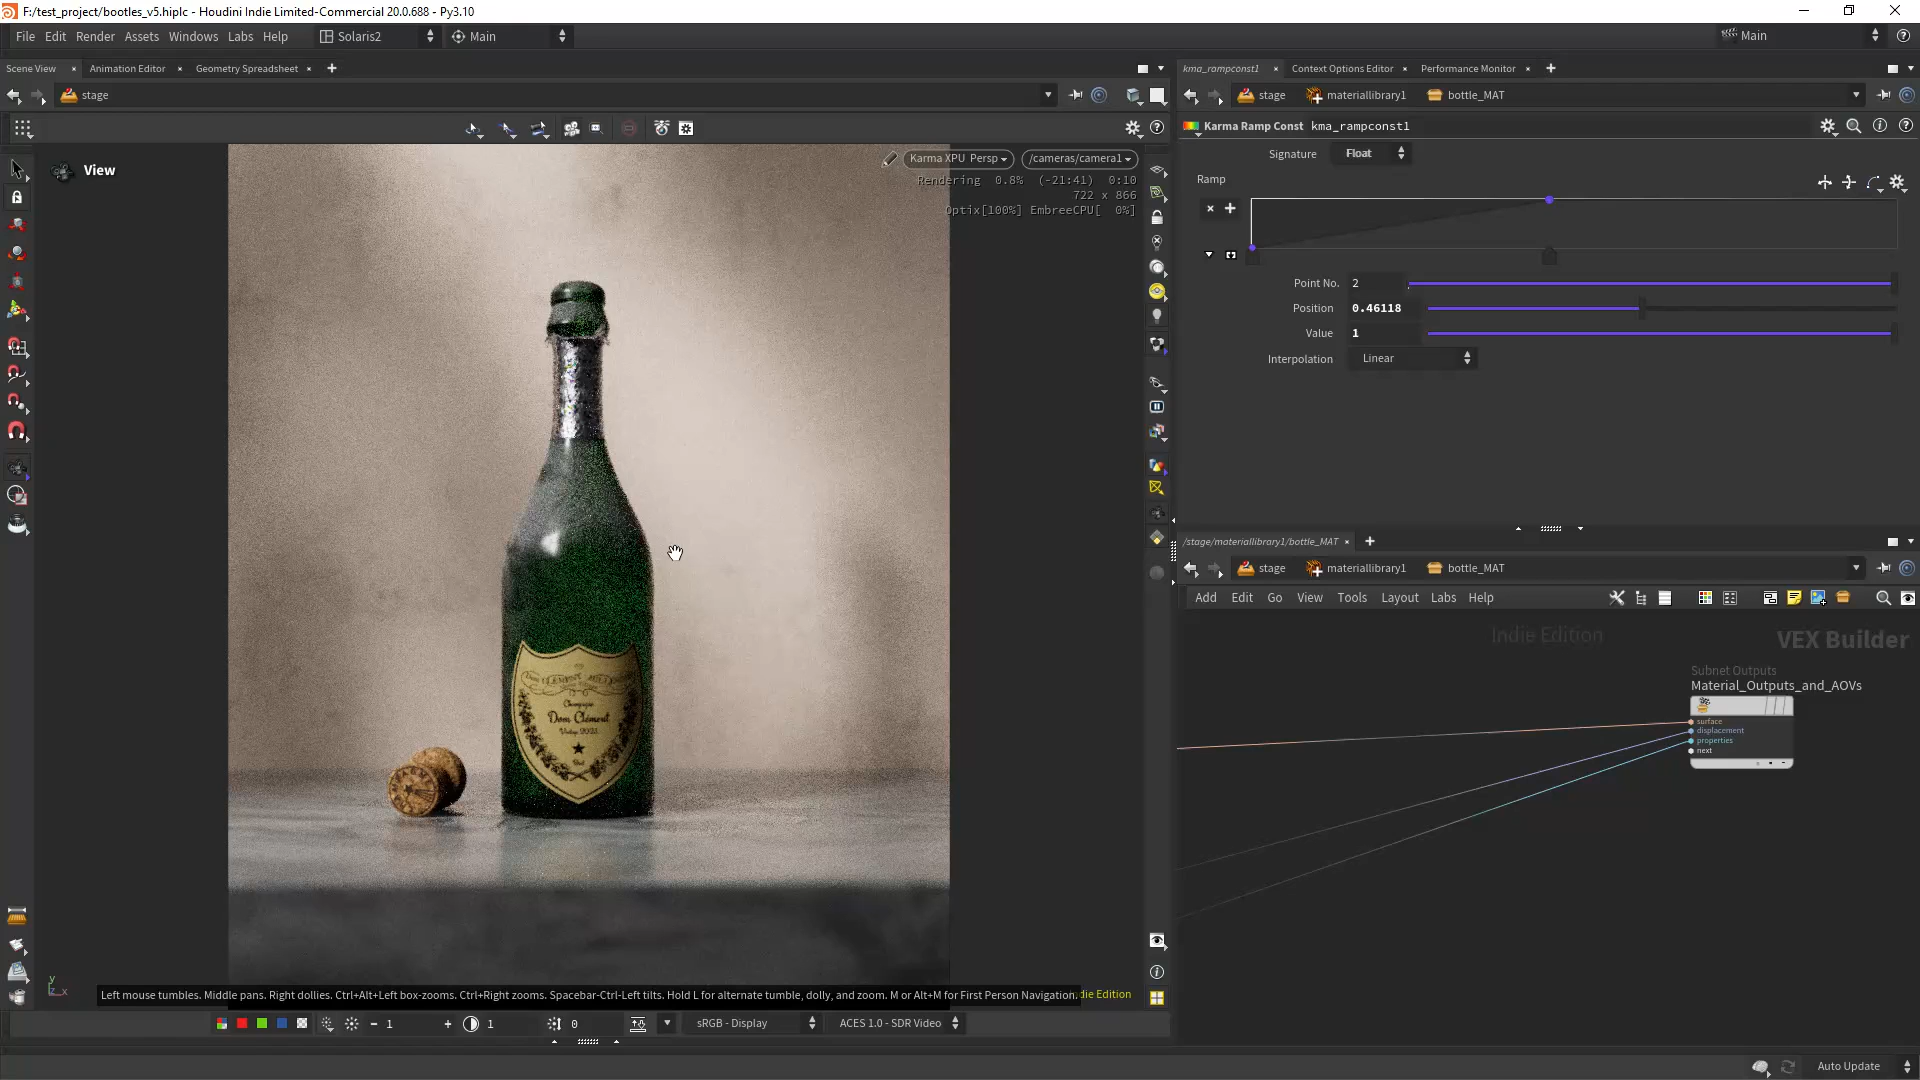 F:/test_project/bootles_v5.hiplc - Houdini Indie Limited-Commercial 20.0.688 - Py3.10
File Edit Render Assets Windows Labs Help Solaris2 Main Main
Scene View × Animation Editor × Geometry Spreadsheet × +
stage
View
Karma XPU Persp /cameras/camera1
Rendering 0.8% (-21:41) 0:10
722 x 866
Optix[100%] EmbreeCPU[ 0%]
Champagne
Dom Clément
Vintage 2023
Left mouse tumbles. Middle pans. Right dollies. Ctrl+Alt+Left box-zooms. Ctrl+Right zooms. Spacebar-Ctrl-Left tilts. Hold L for alternate tumble, dolly, and zoom. M or Alt+M for First Person Navigation. die Edition
y
z x
1 1 0 sRGB - Display ACES 1.0 - SDR Video
kma_rampconst1 × Context Options Editor × Performance Monitor × +
stage materiallibrary1 bottle_MAT
Karma Ramp Const kma_rampconst1
Signature Float
Ramp
Point No. 2
Position 0.46118
Value 1
Interpolation Linear
/stage/materiallibrary1/bottle_MAT × +
stage materiallibrary1 bottle_MAT
Add Edit Go View Tools Layout Labs Help
Indie Edition
VEX Builder
Subnet Outputs
Material_Outputs_and_AOVs
surface
displacement
properties
next
Auto Update